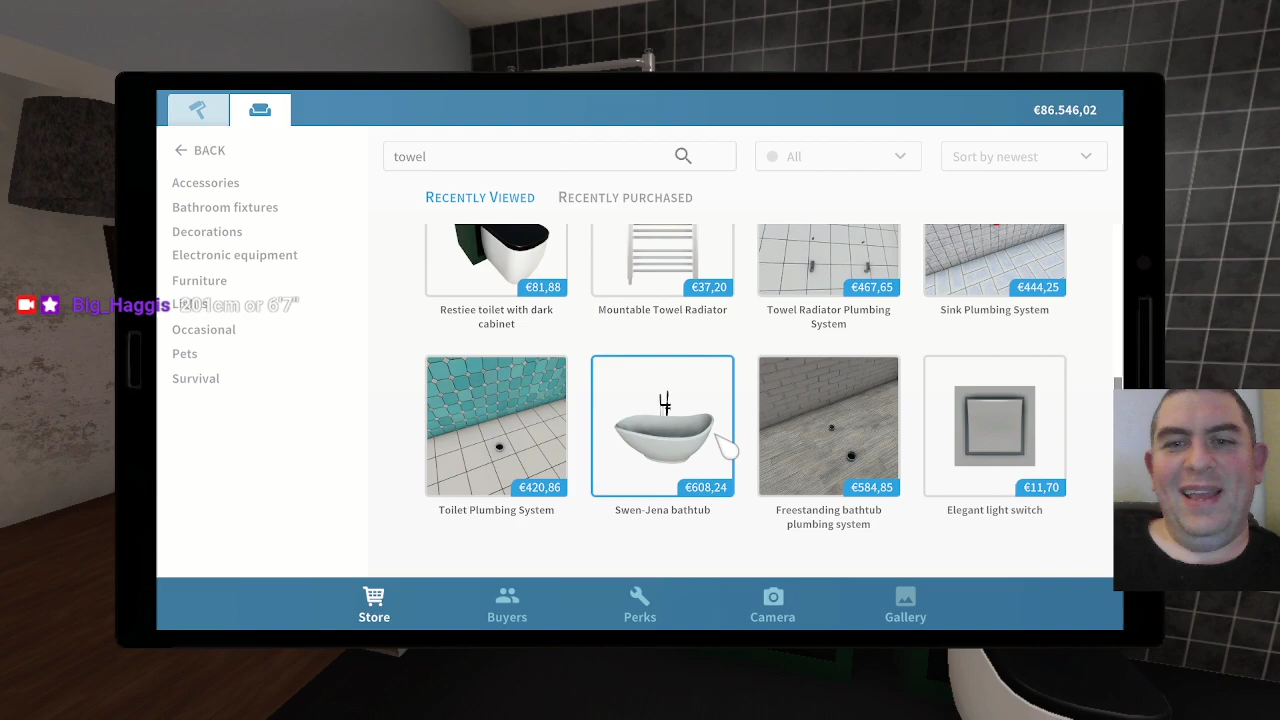 €86.546,02
BACK
towel
All
Sort by newest
Accessories
Bathroom fixtures
Decorations
Electronic equipment
Furniture
Occasional
Pets
Survival
RECENTLY VIEWED
RECENTLY PURCHASED
€81,88
€37,20
€467,65
€444,25
Restiee toilet with dark cabinet
Mountable Towel Radiator
Towel Radiator Plumbing System
Sink Plumbing System
BIg_Haggis 201cm or 6'7"
€420,86
€608,24
€584,85
€11,70
Toilet Plumbing System
Swen-Jena bathtub
Freestanding bathtub plumbing system
Elegant light switch
Store
Buyers
Perks
Camera
Gallery